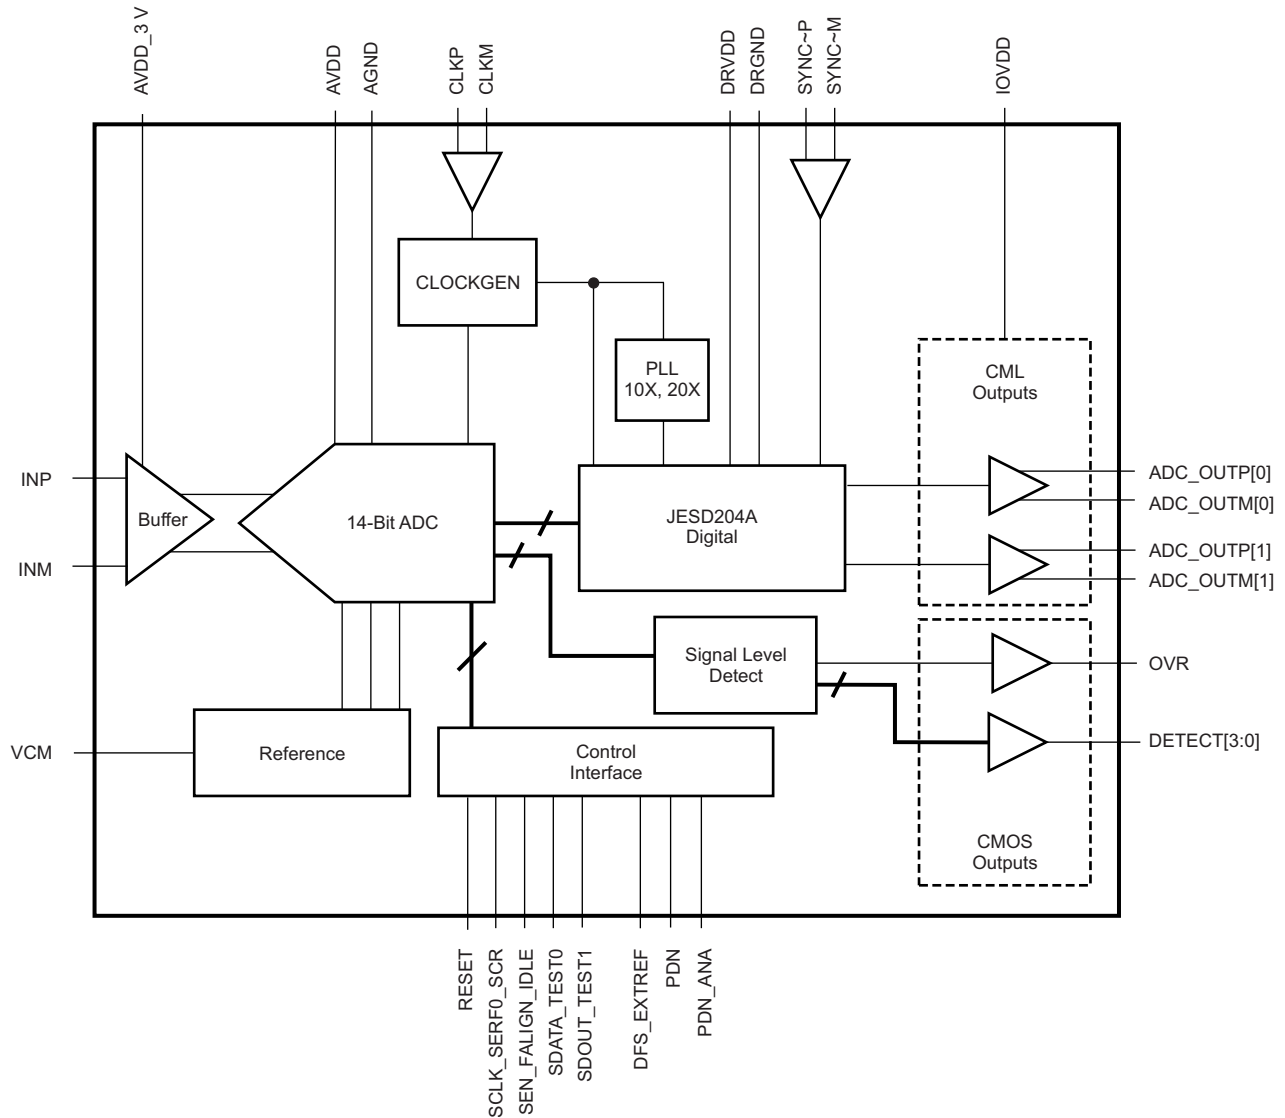 AVDD_3 V
AVDD
AGND
CLKP
CLKM
DRVDD
DRGND
SYNC~P
SYNC~M
IOVDD
CLOCKGEN
PLL
10X, 20X
CML
Outputs
INP
INM
Buffer
14-Bit ADC
JESD204A
Digital
ADC_OUTP[0]
ADC_OUTM[0]
ADC_OUTP[1]
ADC_OUTM[1]
Signal Level
Detect
OVR
DETECT[3:0]
VCM
Reference
Control
Interface
CMOS
Outputs
RESET
SCLK_SERF0_SCR
SEN_FALIGN_IDLE
SDATA_TEST0
SDOUT_TEST1
DFS_EXTREF
PDN
PDN_ANA